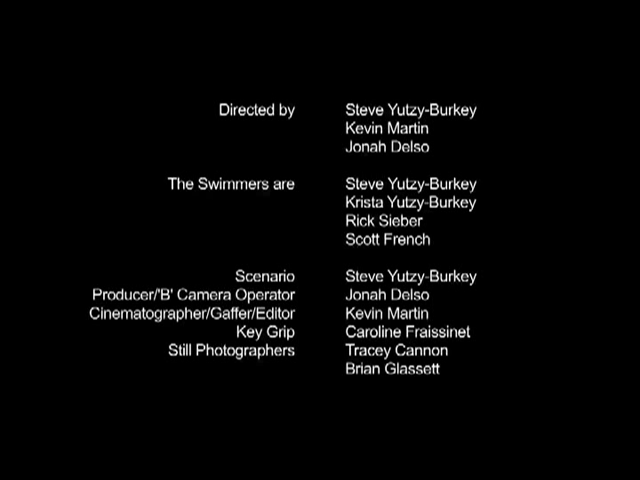 Directed by Steve Yutzy-Burkey
Kevin Martin
Jonah Delso
The Swimmers are Steve Yutzy-Burkey
Krista Yutzy-Burkey
Rick Sieber
Scott French
Scenario Steve Yutzy-Burkey
Producer/'B' Camera Operator Jonah Delso
Cinematographer/Gaffer/Editor Kevin Martin
Key Grip Caroline Fraissinet
Still Photographers Tracey Cannon
Brian Glassett